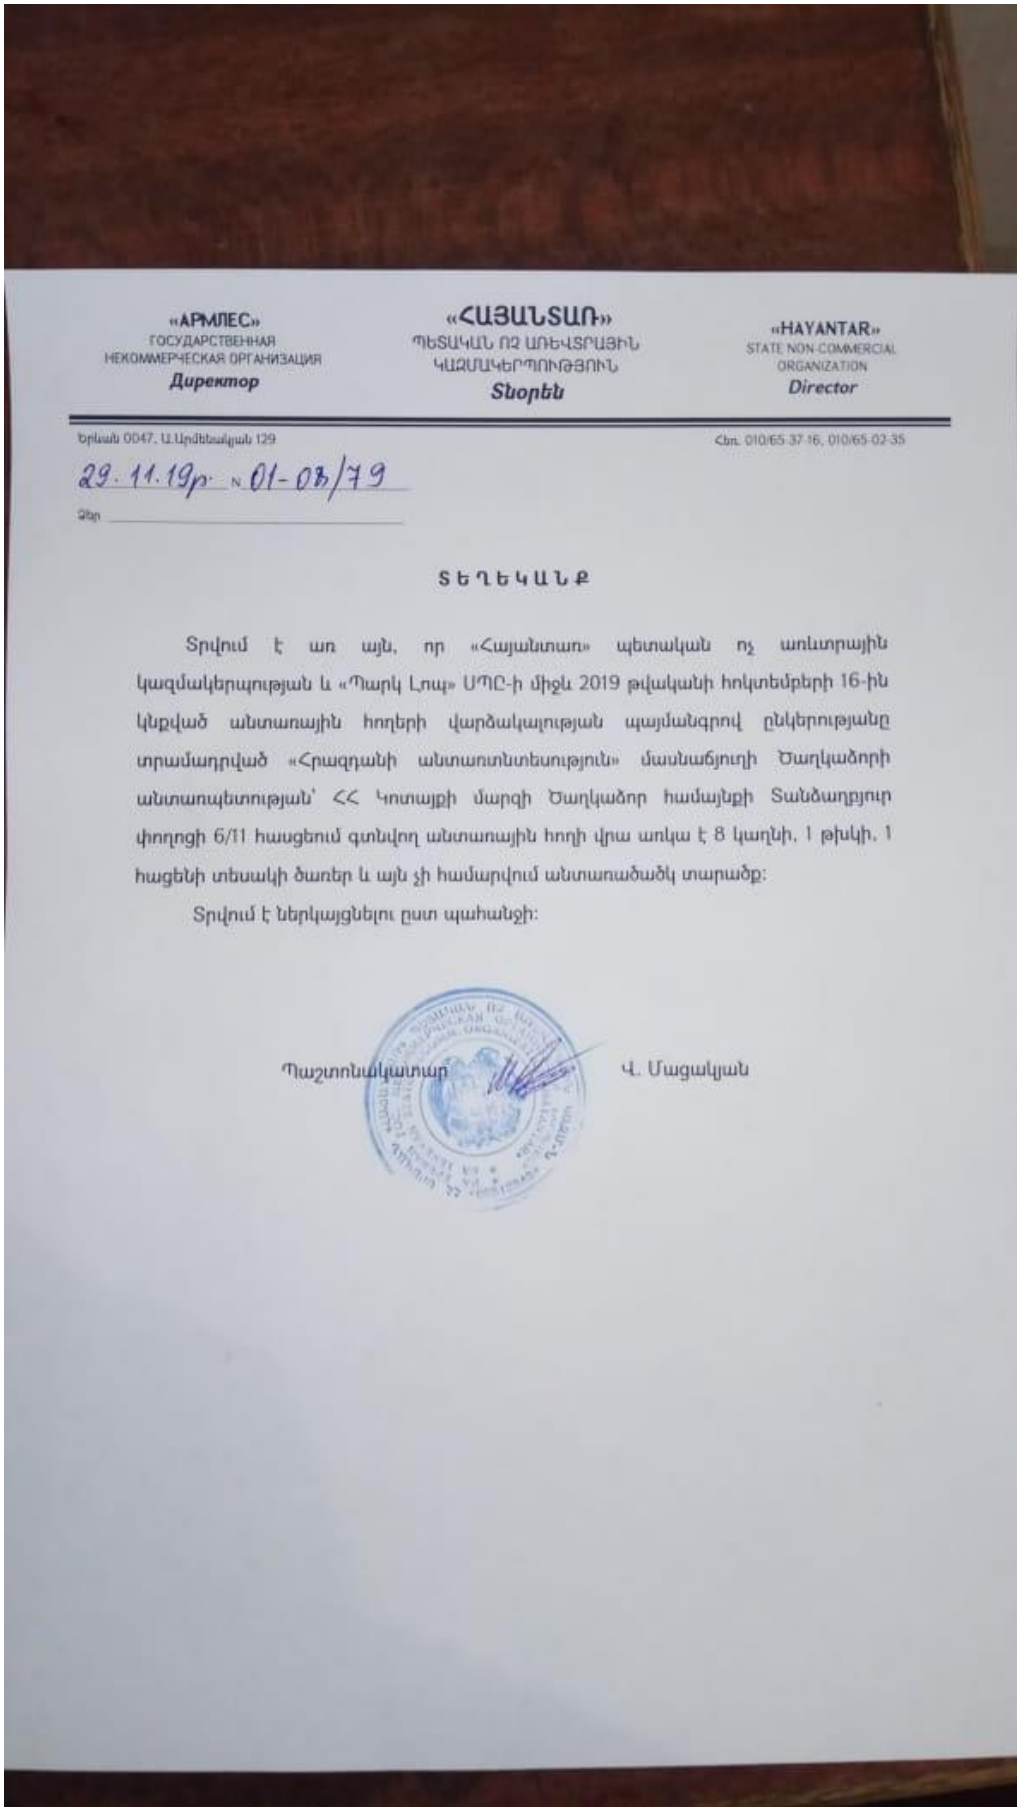 «АРМЛЕС»
ГОСУДАРСТВЕННАЯ
НЕКОММЕРЧЕСКАЯ ОРГАНИЗАЦИЯ
Директор
«ՀԱՅԱՆՏԱՌ»
ՊԵՏԱԿԱՆ ՈՉ ԱՌԵՎՏՐԱՅԻՆ
ԿԱԶՄԱԿԵՐՊՈՒԹՅՈՒՆ
Տնօրեն
«HAYANTAR»
STATE NON-COMMERCIAL
ORGANIZATION
Director
Երևան 0047, Ա.Արմենակյան 129
Հեռ. 010/65-37-16, 010/65-02-35
29.11.19թ. N 01-08/79
Ձեր
ՏԵՂԵԿԱՆՔ
Տրվում է առ այն, որ «Հայանտառ» պետական ոչ առևտրային
կազմակերպության և «Պարկ Լոպ» ՍՊԸ-ի միջև 2019 թվականի հոկտեմբերի 16-ին
կնքված անտառային հողերի վարձակալության պայմանգրով ընկերությանը
տրամադրված «Հրազդանի անտառտնտեսություն» մասնաճյուղի Ծաղկաձորի
անտառպետության՝ ՀՀ Կոտայքի մարզի Ծաղկաձոր համայնքի Տանձաղբյուր
փողոցի 6/11 հասցեում գտնվող անտառային հողի վրա առկա է 8 կաղնի, 1 թխկի, 1
հացենի տեսակի ծառեր և այն չի համարվում անտառածածկ տարածք:
Տրվում է ներկայցնելու ըստ պահանջի:
Պաշտոնակատար
Վ. Մացակյան